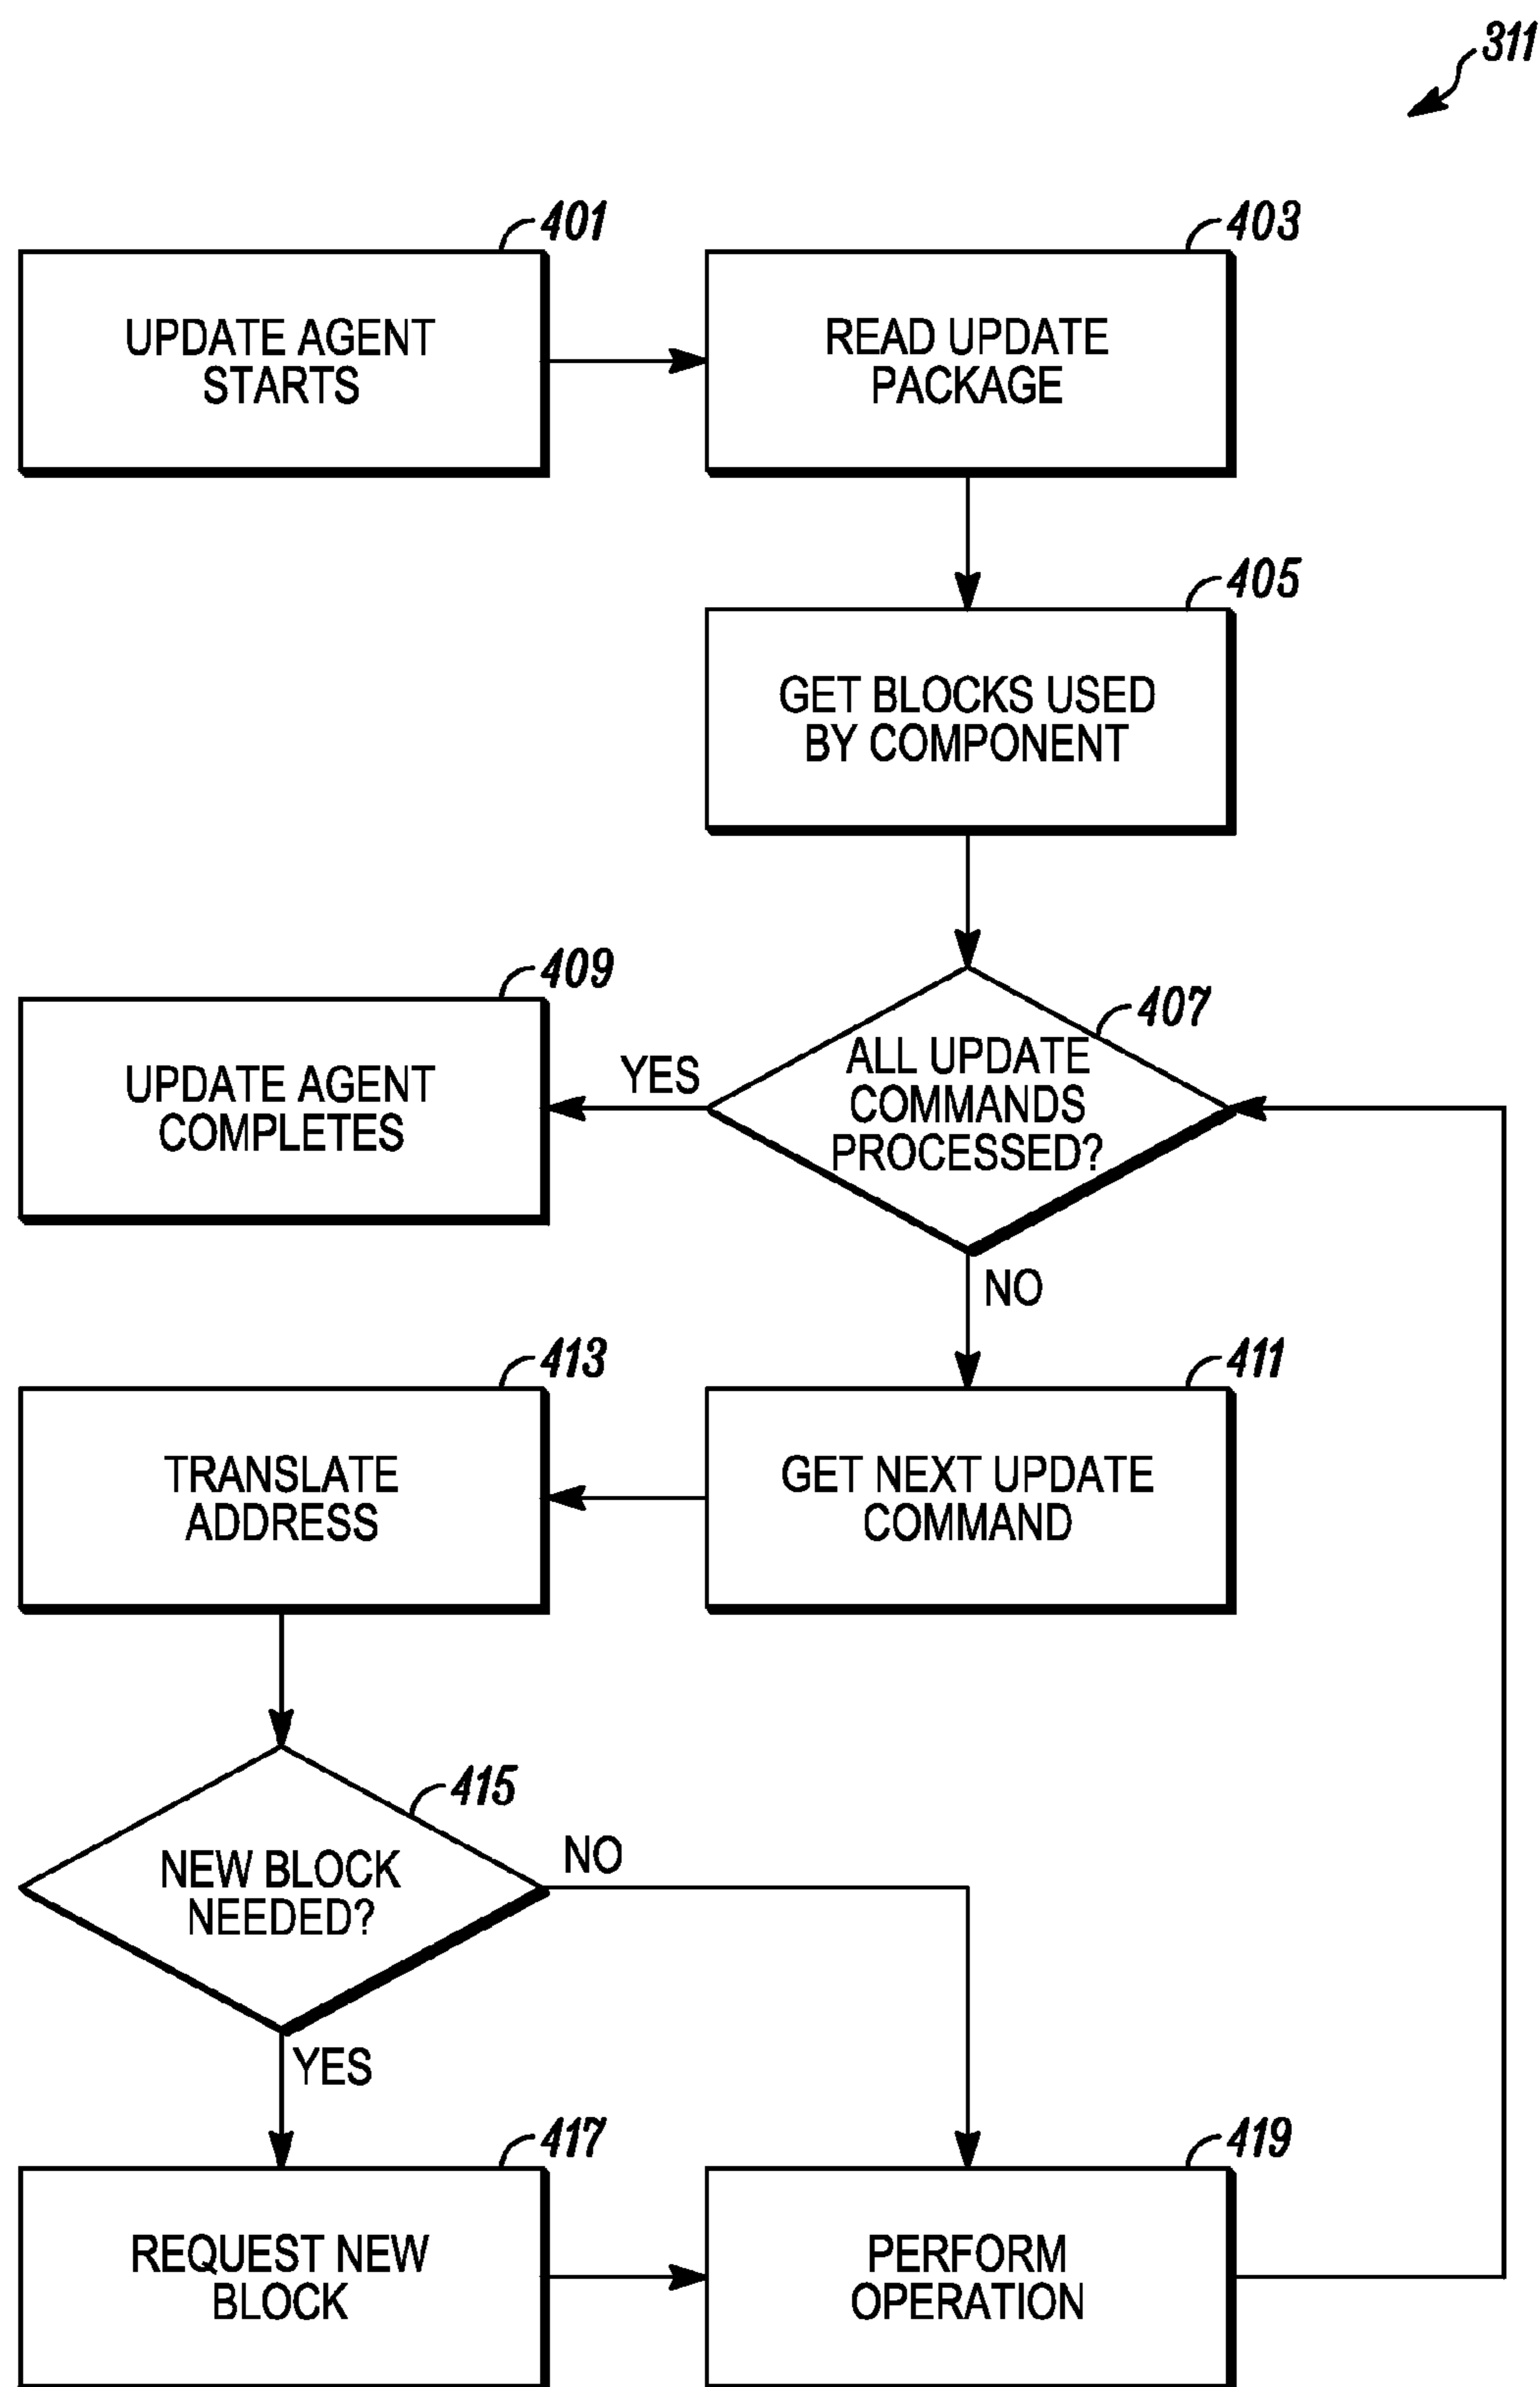 311
401
UPDATE AGENT
STARTS
403
READ UPDATE
PACKAGE
405
GET BLOCKS USED
BY COMPONENT
407
ALL UPDATE
COMMANDS
PROCESSED?
YES
409
UPDATE AGENT
COMPLETES
NO
411
GET NEXT UPDATE
COMMAND
413
TRANSLATE
ADDRESS
415
NEW BLOCK
NEEDED?
NO
YES
417
REQUEST NEW
BLOCK
419
PERFORM
OPERATION